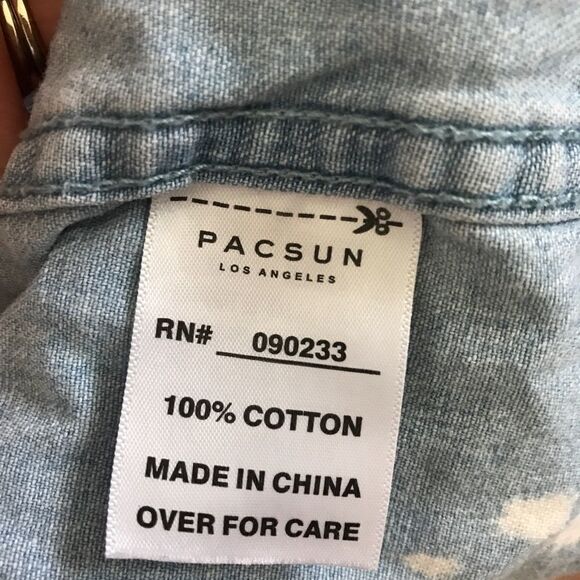 PACSUN
LOS ANGELES
RN# 090233
100% COTTON
MADE IN CHINA
OVER FOR CARE